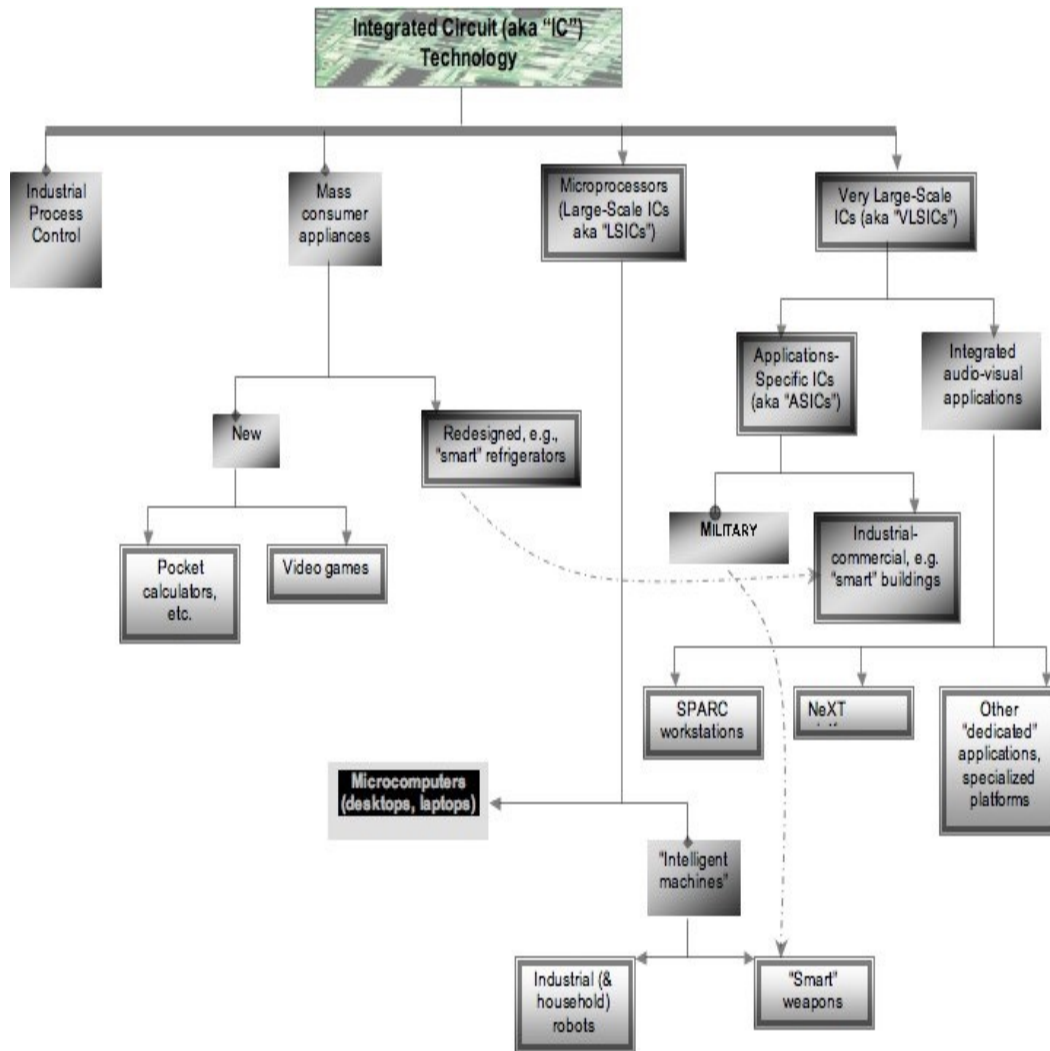 Integrated Circuit (aka “IC”)
Technology
Industrial
Process
Control
Mass
consumer
appliances
Microprocessors
(Large-Scale ICs
aka "LSICs")
Very Large-Scale
ICs (aka "VLSICs")
Applications-
Specific ICs
(aka "ASICs")
Integrated
audio-visual
applications
New
Redesigned, e.g.,
"smart" refrigerators
MILITARY
Industrial-
commercial, e.g.
"smart" buildings
Pocket
calculators,
etc.
Video games
SPARC
workstations
NeXT
Other
"dedicated"
applications,
specialized
platforms
Microcomputers
(desktops, laptops)
"Intelligent
machines"
Industrial (&
household)
robots
"Smart"
weapons